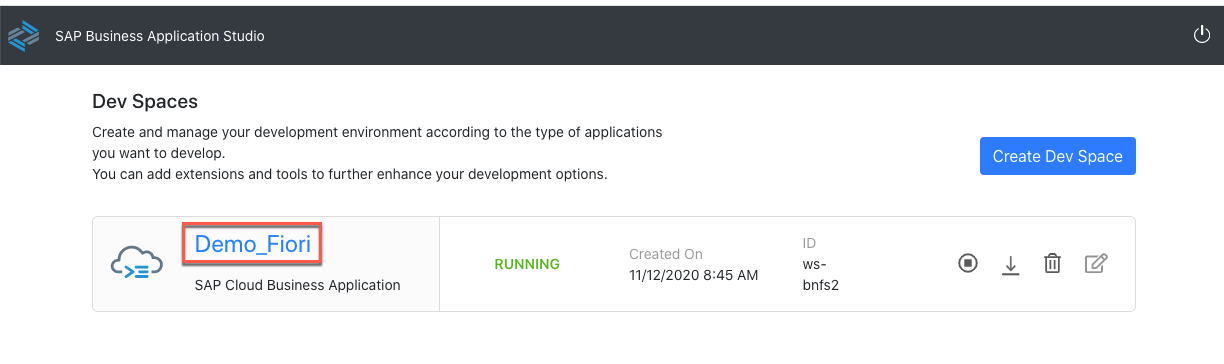 SAP Business Application Studio
Dev Spaces
Create and manage your development environment according to the type of applications
you want to develop.
You can add extensions and tools to further enhance your development options.
Create Dev Space
Demo_Fiori
SAP Cloud Business Application
RUNNING
Created On
11/12/2020 8:45 AM
ID
ws-
bnfs2